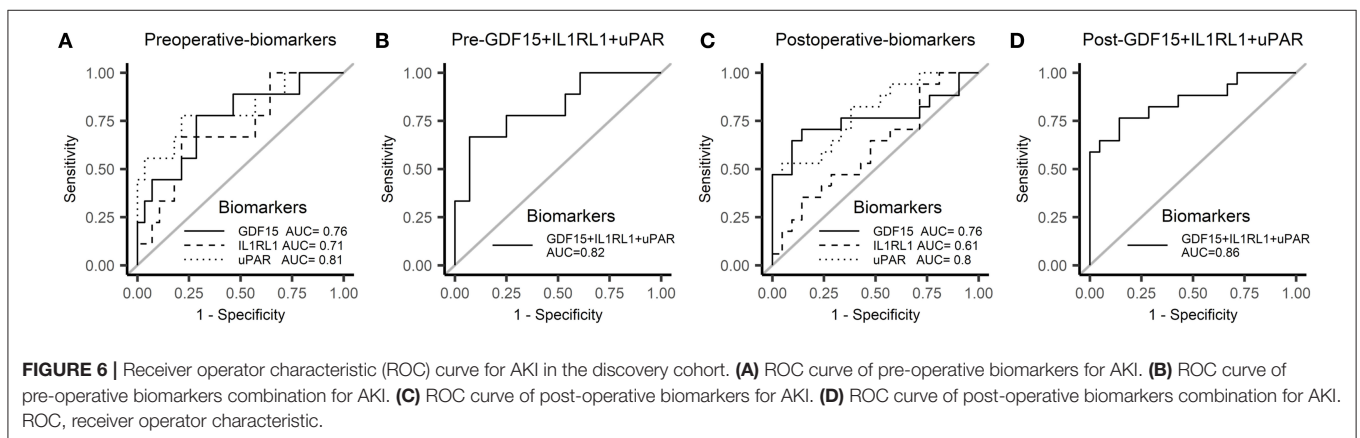 A Preoperative-biomarkers
1.00
0.75
0.50
0.25
0.00
Sensitivity
Biomarkers
GDF15 AUC= 0.76
IL1RL1 AUC= 0.71
uPAR AUC= 0.81
0.00 0.25 0.50 0.75 1.00
1 - Specificity
B Pre-GDF15+IL1RL1+uPAR
1.00
0.75
0.50
0.25
0.00
Sensitivity
Biomarkers
GDF15+IL1RL1+uPAR
AUC=0.82
0.00 0.25 0.50 0.75 1.00
1 - Specificity
C Postoperative-biomarkers
1.00
0.75
0.50
0.25
0.00
Sensitivity
Biomarkers
GDF15 AUC= 0.76
IL1RL1 AUC= 0.61
uPAR AUC= 0.8
0.00 0.25 0.50 0.75 1.00
1 - Specificity
D Post-GDF15+IL1RL1+uPAR
1.00
0.75
0.50
0.25
0.00
Sensitivity
Biomarkers
GDF15+IL1RL1+uPAR
AUC=0.86
0.00 0.25 0.50 0.75 1.00
1 - Specificity
FIGURE 6 | Receiver operator characteristic (ROC) curve for AKI in the discovery cohort. (A) ROC curve of pre-operative biomarkers for AKI. (B) ROC curve of
pre-operative biomarkers combination for AKI. (C) ROC curve of post-operative biomarkers for AKI. (D) ROC curve of post-operative biomarkers combination for AKI.
ROC, receiver operator characteristic.